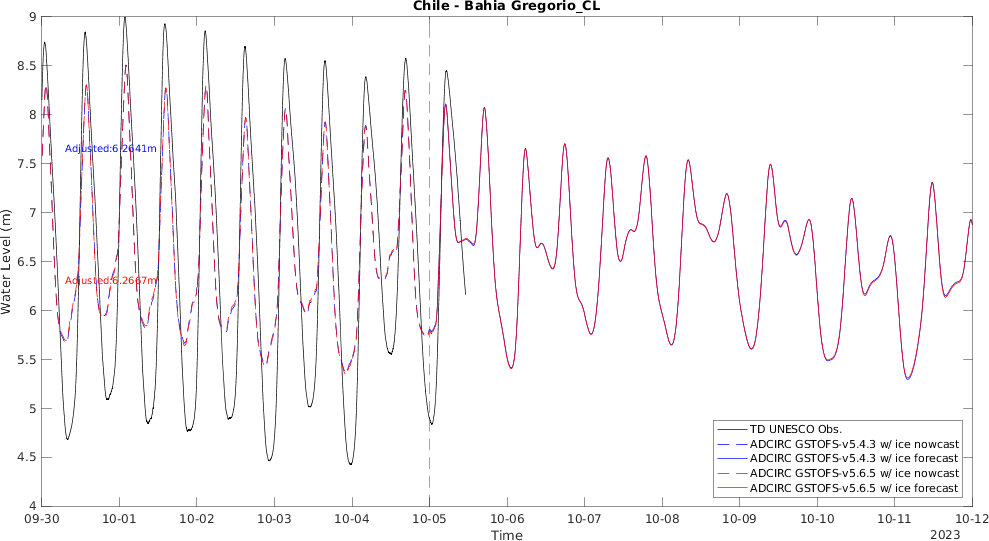 Chile - Bahia Gregorio_CL
9
8.5
8
7.5
7
6.5
6
5.5
5
4.5
4
Water Level (m)
Adjusted:6.2641m
Adjusted:6.2667m
TD UNESCO Obs.
ADCIRC GSTOFS-v5.4.3 w/ ice nowcast
ADCIRC GSTOFS-v5.4.3 w/ ice forecast
ADCIRC GSTOFS-v5.6.5 w/ ice nowcast
ADCIRC GSTOFS-v5.6.5 w/ ice forecast
09-30 10-01 10-02 10-03 10-04 10-05 10-06 10-07 10-08 10-09 10-10 10-11 10-12
Time
2023